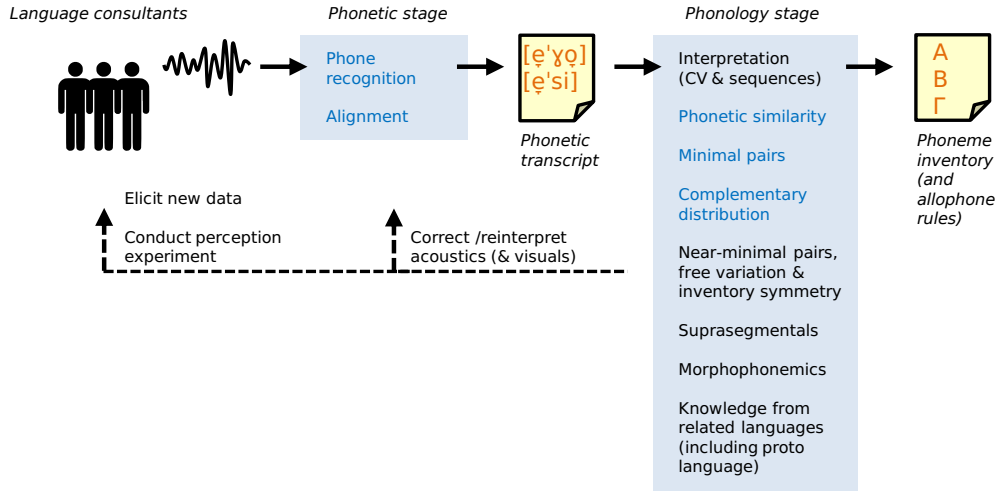 Language consultants
Phonetic stage
Phonology stage
Phone
recognition
Alignment
[e̞ˈɣo̞]
[e̞ˈsi]
Phonetic
transcript
Interpretation
(CV & sequences)
Phonetic similarity
Minimal pairs
Complementary
distribution
Near-minimal pairs,
free variation &
inventory symmetry
Suprasegmentals
Morphophonemics
Knowledge from
related languages
(including proto
language)
Α
Β
Γ
Phoneme
inventory
(and
allophone
rules)
Elicit new data
Conduct perception
experiment
Correct /reinterpret
acoustics (& visuals)